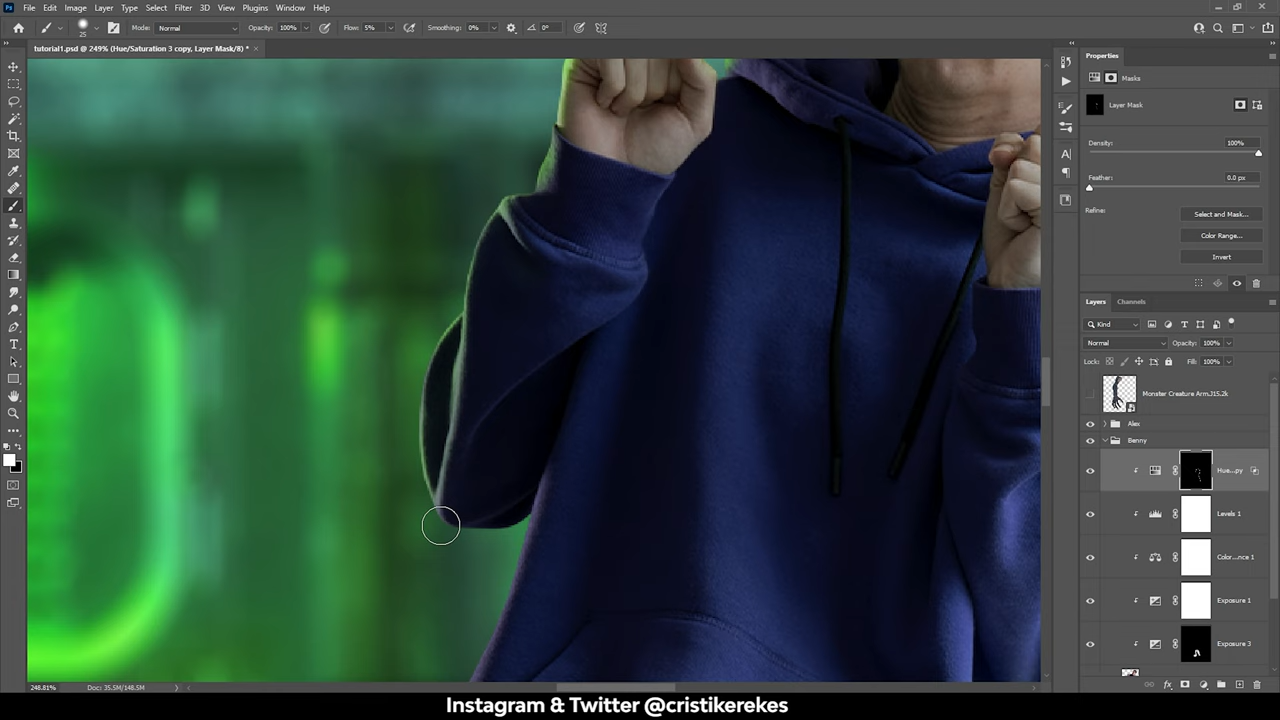 File Edit Image Layer Type Select Filter 3D View Plugins Window Help
25 Mode: Normal Opacity: 100% Flow: 5% Smoothing: 0% 0°
tutorial1.psd @ 249% (Hue/Saturation 3 copy, Layer Mask/8) *
Properties
Masks
Layer Mask
Density: 100%
Feather: 0.0 px
Refine: Select and Mask...
Color Range...
Invert
Layers Channels
Kind
Normal Opacity: 100%
Lock: Fill: 100%
Monster Creature Arm.J15.2k
Alex
Benny
Hue...py
Levels 1
Color...nce 1
Exposure 1
Exposure 3
248.81% Doc: 35.5M/148.5M
Instagram & Twitter @cristikerekes